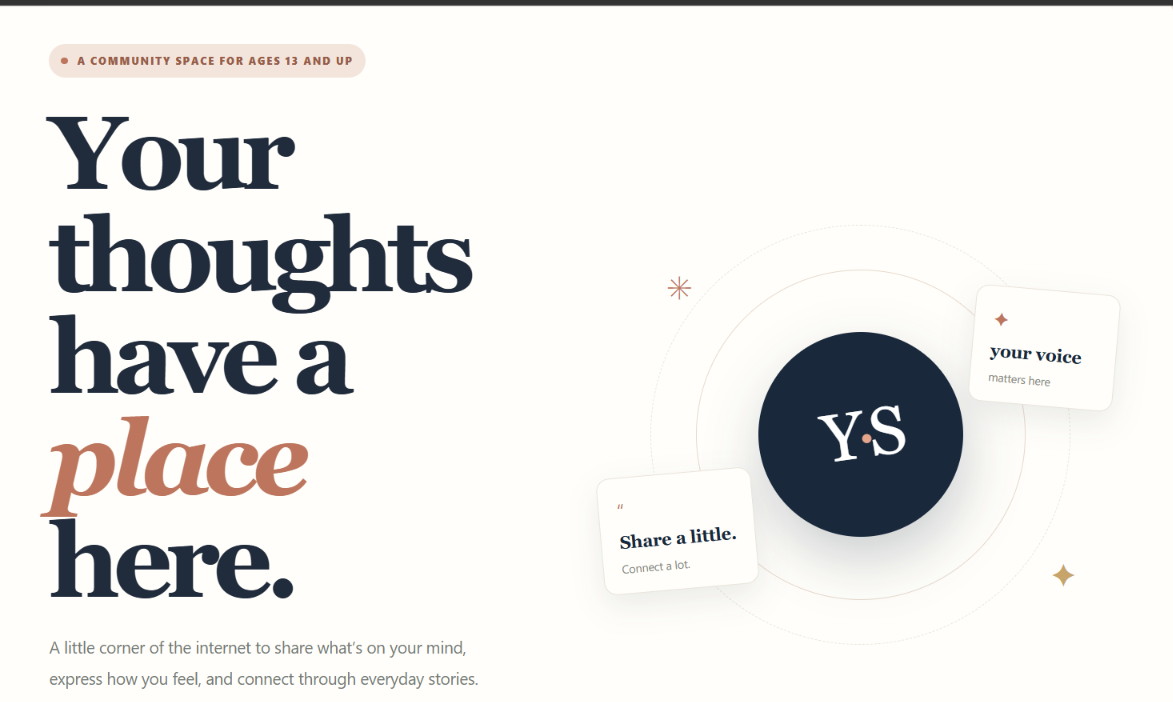 A COMMUNITY SPACE FOR AGES 13 AND UP
Your
thoughts
have a
place
here.
A little corner of the internet to share what's on your mind,
express how you feel, and connect through everyday stories.
✦
your voice
matters here
Y.S
“
Share a little.
Connect a lot.